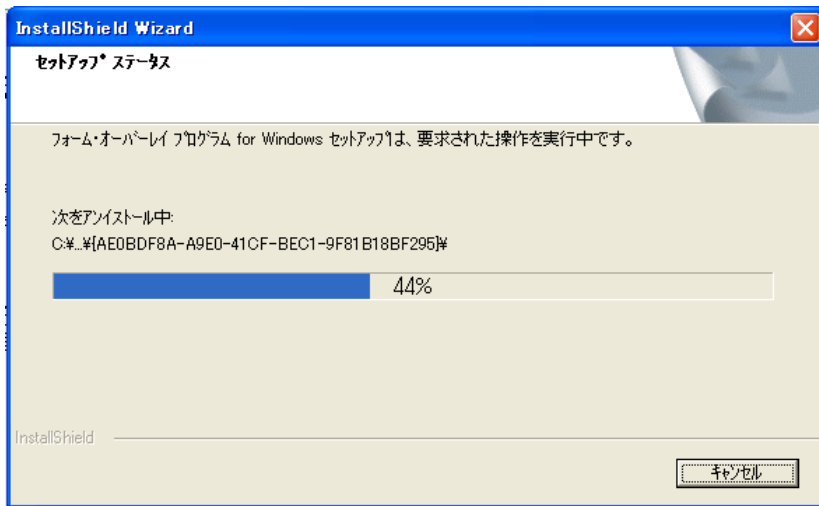 InstallShield Wizard
セットアップ ステータス
フォーム・オーバーレイ プログラム for Windows セットアップは、要求された操作を実行中です。
次をアンインストール中:
C:¥...¥{AE0BDF8A-A9E0-41CF-BEC1-9F81B18BF295}¥
44%
InstallShield
キャンセル